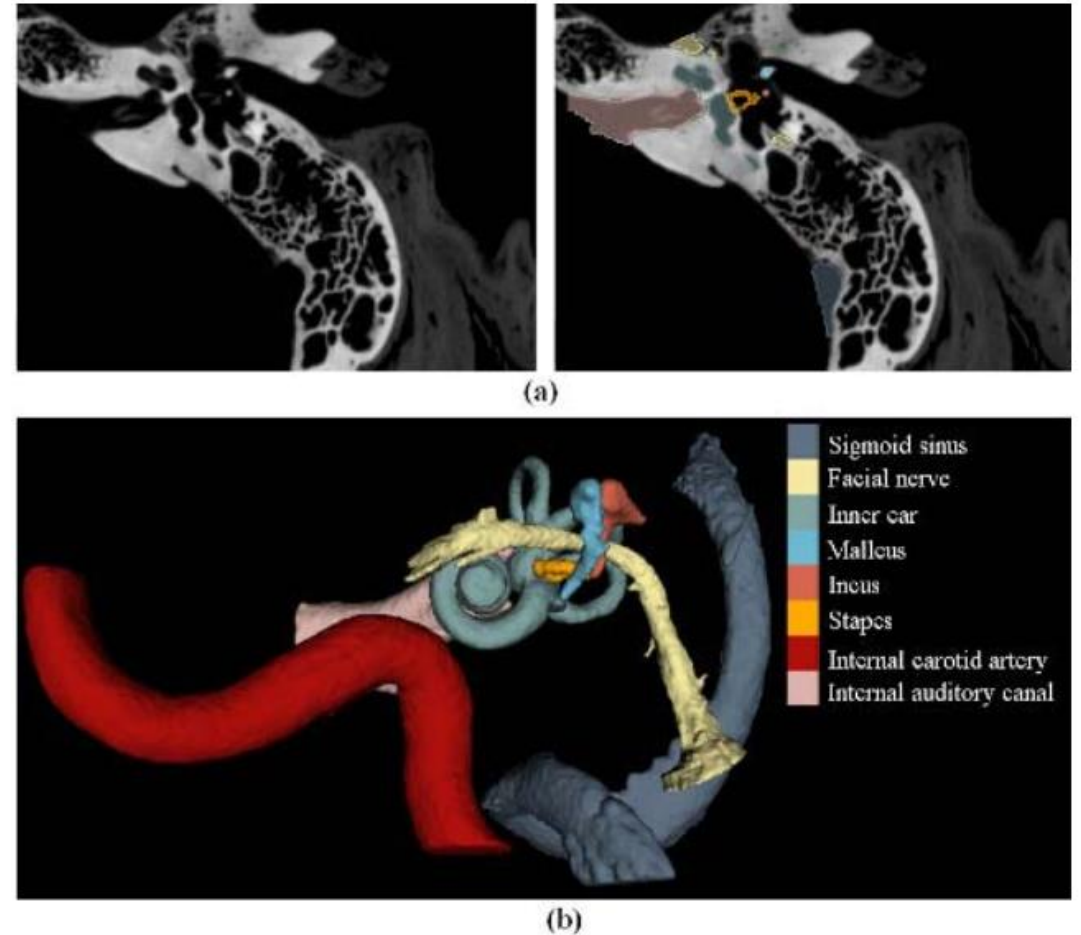 (a)
Sigmoid sinus
Facial nerve
Inner ear
Malleus
Incus
Stapes
Internal carotid artery
Internal auditory canal
(b)